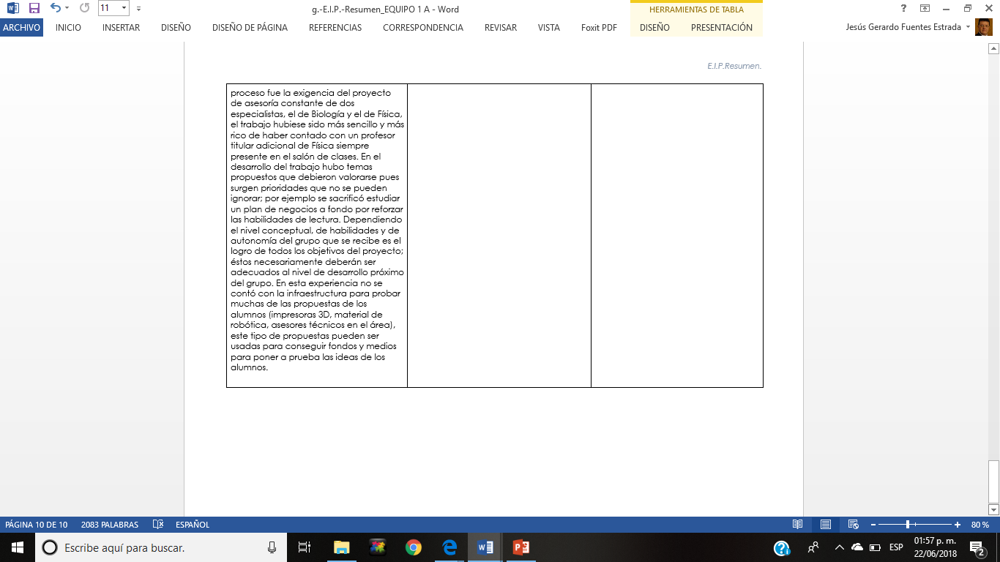 11
g.-E.I.P.-Resumen_EQUIPO 1 A - Word
HERRAMIENTAS DE TABLA
?
ARCHIVO INICIO INSERTAR DISEÑO DISEÑO DE PÁGINA REFERENCIAS CORRESPONDENCIA REVISAR VISTA Foxit PDF DISEÑO PRESENTACIÓN Jesús Gerardo Fuentes Estrada
E.I.P.Resumen.
proceso fue la exigencia del proyecto
de asesoría constante de dos
especialistas, el de Biología y el de Física,
el trabajo hubiese sido más sencillo y más
rico de haber contado con un profesor
titular adicional de Física siempre
presente en el salón de clases. En el
desarrollo del trabajo hubo temas
propuestos que debieron valorarse pues
surgen prioridades que no se pueden
ignorar; por ejemplo se sacrificó estudiar
un plan de negocios a fondo por reforzar
las habilidades de lectura. Dependiendo
el nivel conceptual, de habilidades y de
autonomía del grupo que se recibe es el
logro de todos los objetivos del proyecto;
éstos necesariamente deberán ser
adecuados al nivel de desarrollo próximo
del grupo. En esta experiencia no se
contó con la infraestructura para probar
muchas de las propuestas de los
alumnos (impresoras 3D, material de
robótica, asesores técnicos en el área),
este tipo de propuestas pueden ser
usadas para conseguir fondos y medios
para poner a prueba las ideas de los
alumnos.
PÁGINA 10 DE 10 2083 PALABRAS ESPAÑOL 80 %
Escribe aquí para buscar.
ESP
01:57 p. m.
22/06/2018
2